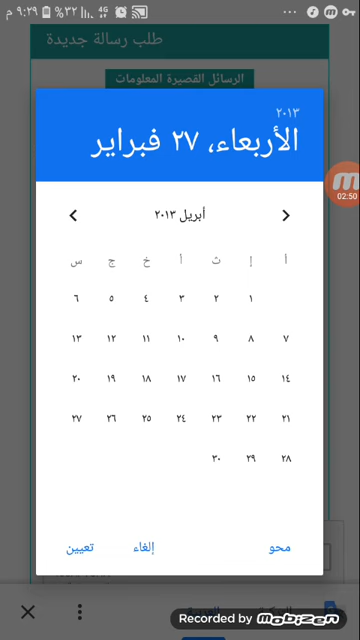 ٩:٢٩ م ٣٢% 4G
طلب رسالة جديدة
الرسائل القصيرة المعلومات
٢٠١٣
الأربعاء، ٢٧ فبراير
أبريل ٢٠١٣
أ إ ث أ خ ج س
١ ٢ ٣ ٤ ٥ ٦
٧ ٨ ٩ ١٠ ١١ ١٢ ١٣
١٤ ١٥ ١٦ ١٧ ١٨ ١٩ ٢٠
٢١ ٢٢ ٢٣ ٢٤ ٢٥ ٢٦ ٢٧
٢٨ ٢٩ ٣٠
محو إلغاء تعيين
02:50
Recorded by Mobizen